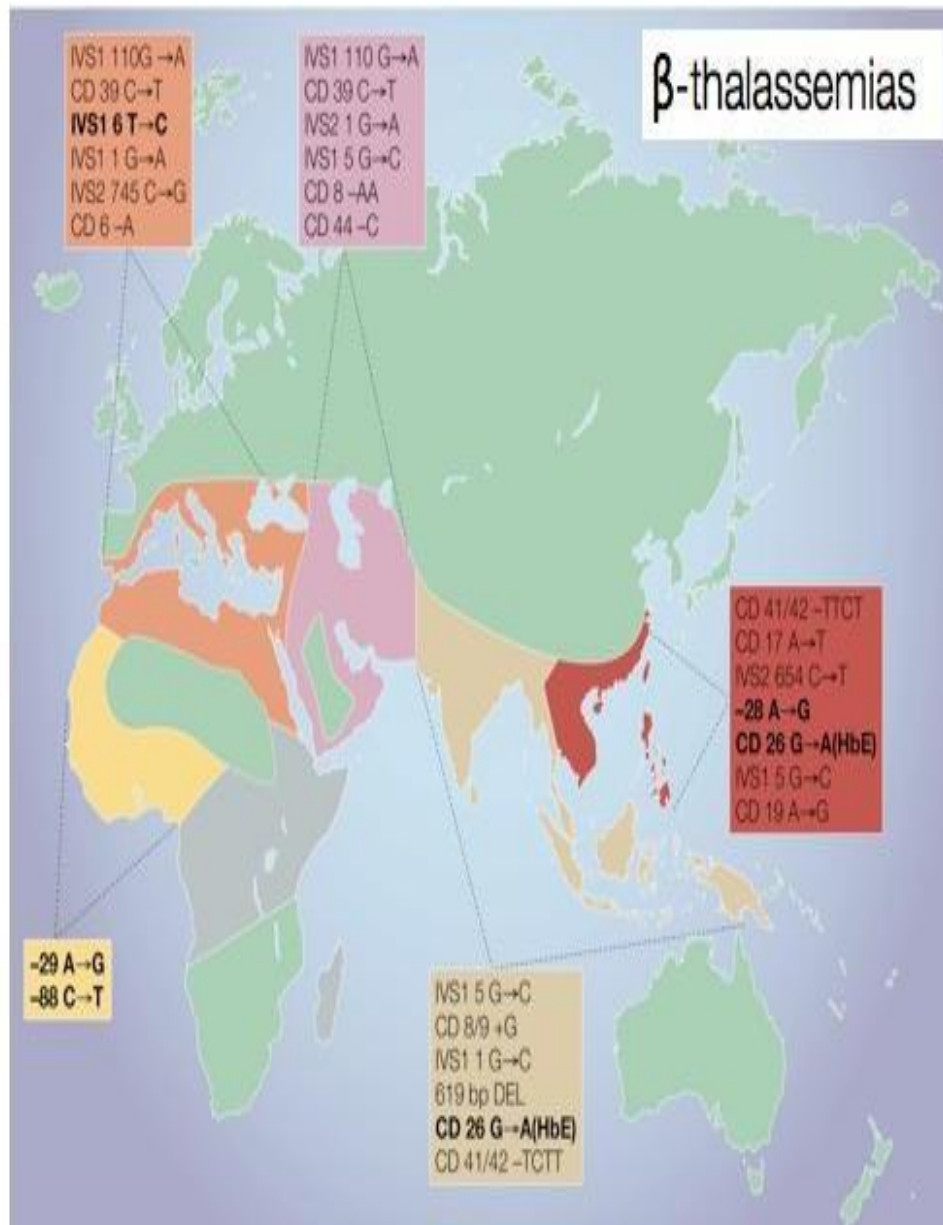 IVS1 110G→A
CD 39 C→T
IVS1 6 T→C
IVS1 1 G→A
IVS2 745 C→G
CD 6 –A
IVS1 110 G→A
CD 39 C→T
IVS2 1 G→A
IVS1 5 G→C
CD 8 –AA
CD 44 –C
β-thalassemias
CD 41/42 –TTCT
CD 17 A→T
IVS2 654 C→T
–28 A→G
CD 26 G→A(HbE)
IVS1 5 G→C
CD 19 A→G
–29 A→G
–88 C→T
IVS1 5 G→C
CD 8/9 +G
IVS1 1 G→C
619 bp DEL
CD 26 G→A(HbE)
CD 41/42 –TCTT